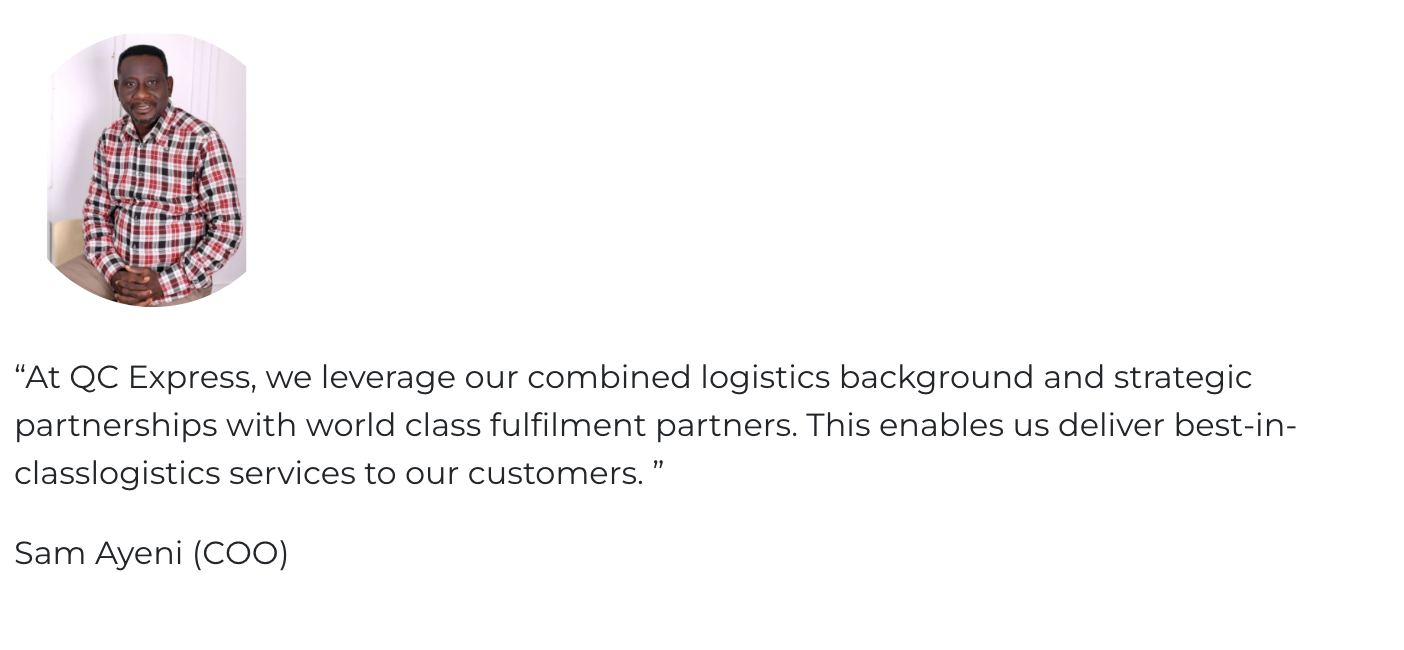 “At QC Express, we leverage our combined logistics background and strategic
partnerships with world class fulfilment partners. This enables us deliver best-in-
classlogistics services to our customers. ”
Sam Ayeni (COO)